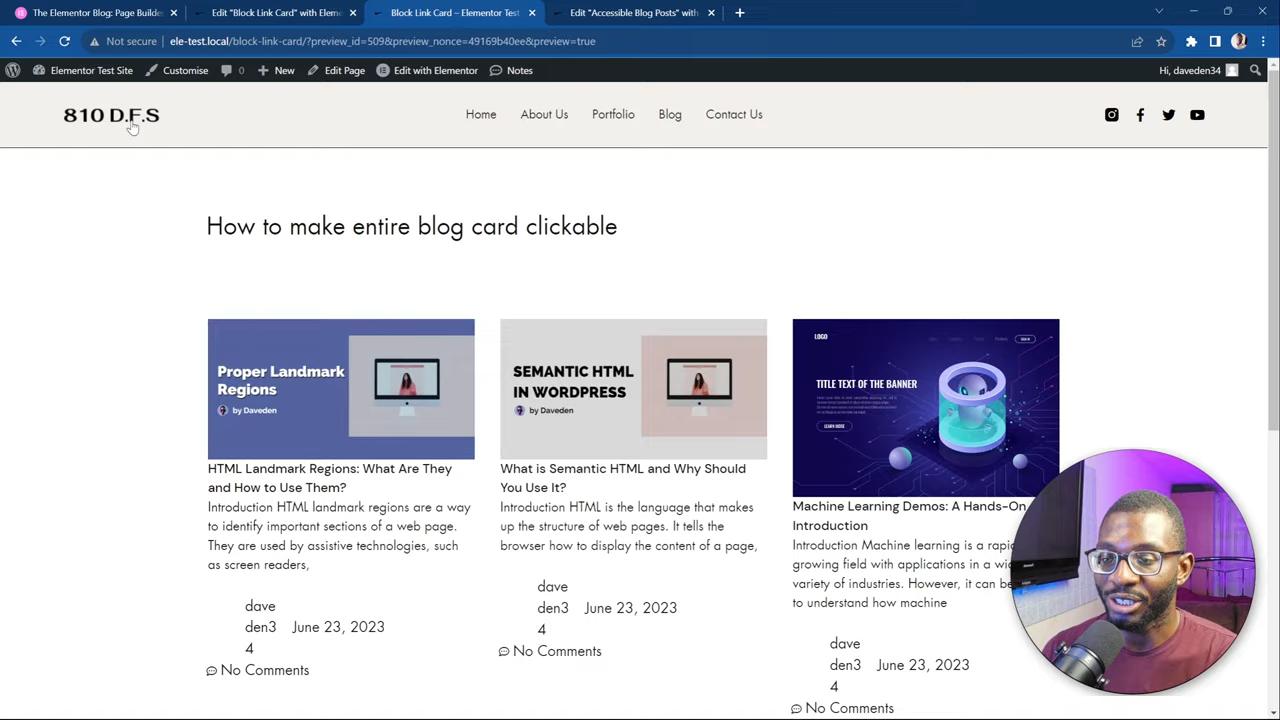 The Elementor Blog: Page Builde
Edit "Block Link Card" with Eleme
Block Link Card – Elementor Test
Edit "Accessible Blog Posts" with
Not secure
ele-test.local/block-link-card/?preview_id=509&preview_nonce=49169b40ee&preview=true
Elementor Test Site
Customise
0
New
Edit Page
Edit with Elementor
Notes
Hi, daveden34
810 D.F.S
Home
About Us
Portfolio
Blog
Contact Us
How to make entire blog card clickable
Proper Landmark
Regions
by Daveden
HTML Landmark Regions: What Are They
and How to Use Them?
Introduction HTML landmark regions are a way
to identify important sections of a web page.
They are used by assistive technologies, such
as screen readers,
dave
den3
4
June 23, 2023
No Comments
SEMANTIC HTML
IN WORDPRESS
by Daveden
What is Semantic HTML and Why Should
You Use It?
Introduction HTML is the language that makes
up the structure of web pages. It tells the
browser how to display the content of a page,
dave
den3
4
June 23, 2023
No Comments
LOGO
SIGN IN
TITLE TEXT OF THE BANNER
LEARN MORE
Machine Learning Demos: A Hands-On
Introduction
Introduction Machine learning is a rapi
growing field with applications in a wi
variety of industries. However, it can be
to understand how machine
dave
den3
4
June 23, 2023
No Comments